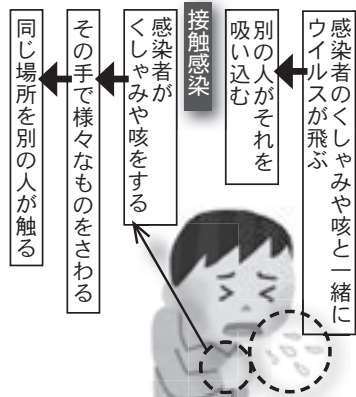 感染者のくしゃみや咳と一緒に
ウイルスが飛ぶ
別の人がそれを
吸い込む
接触感染
感染者が
くしゃみや咳をする
その手で様々なものをさわる
同じ場所を別の人が触る